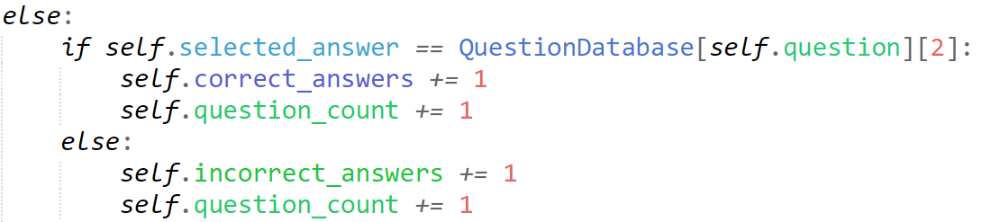 else:
    if self.selected_answer == QuestionDatabase[self.question][2]:
        self.correct_answers += 1
        self.question_count += 1
    else:
        self.incorrect_answers += 1
        self.question_count += 1